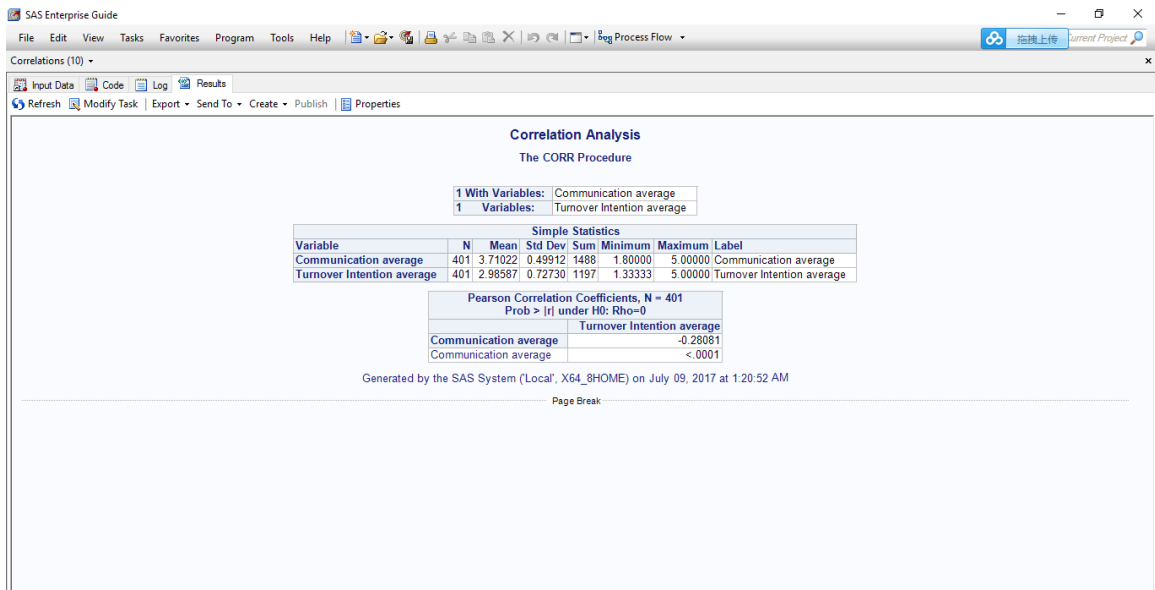 SAS Enterprise Guide
File Edit View Tasks Favorites Program Tools Help Process Flow 拖拽上传 Current Project
Correlations (10)
Input Data Code Log Results
Refresh Modify Task Export Send To Create Publish Properties
Correlation Analysis
The CORR Procedure
1 With Variables: Communication average
1 Variables: Turnover Intention average
Simple Statistics
Variable N Mean Std Dev Sum Minimum Maximum Label
Communication average 401 3.71022 0.49912 1488 1.80000 5.00000 Communication average
Turnover Intention average 401 2.98587 0.72730 1197 1.33333 5.00000 Turnover Intention average
Pearson Correlation Coefficients, N = 401
Prob > |r| under H0: Rho=0
Turnover Intention average
Communication average -0.28081
Communication average <.0001
Generated by the SAS System ('Local', X64_8HOME) on July 09, 2017 at 1:20:52 AM
Page Break